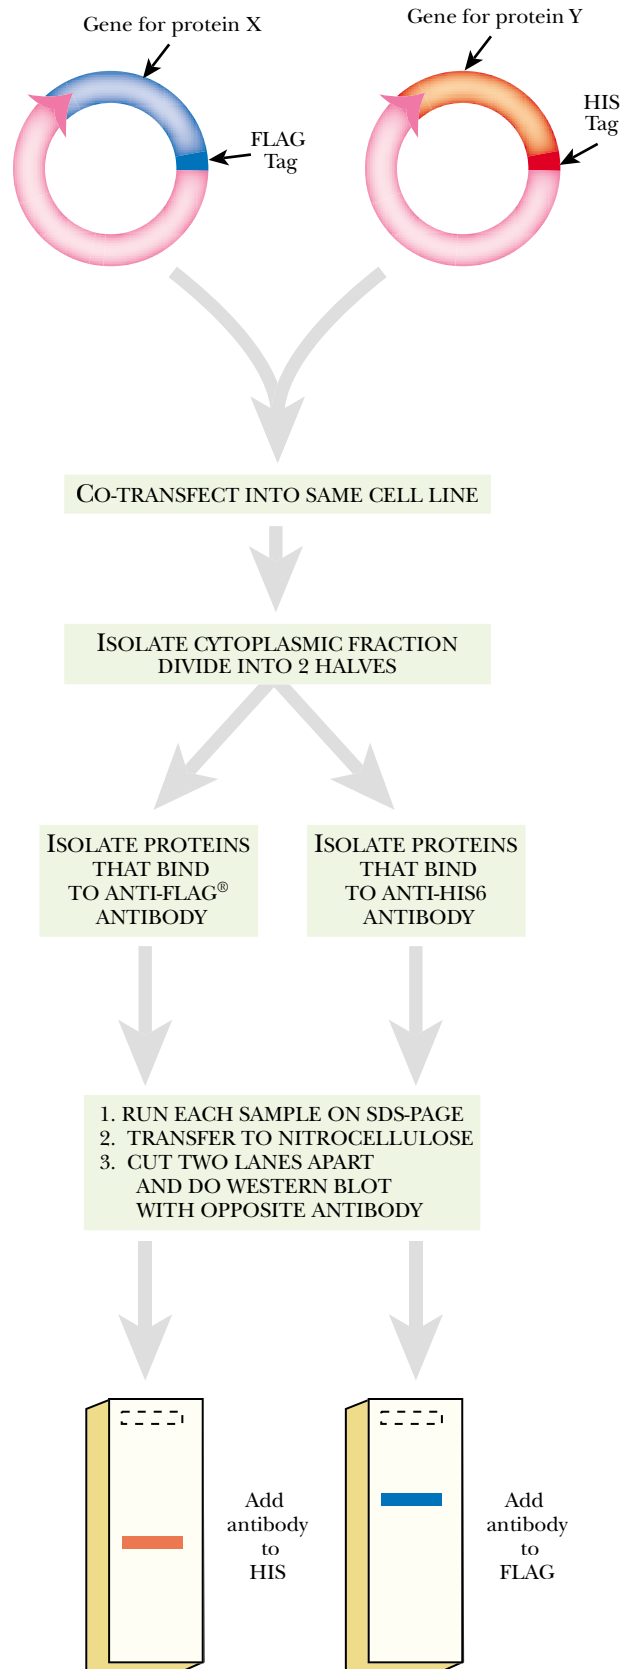 Gene for protein X
Gene for protein Y
FLAG
Tag
HIS
Tag
CO-TRANSFECT INTO SAME CELL LINE
ISOLATE CYTOPLASMIC FRACTION
DIVIDE INTO 2 HALVES
ISOLATE PROTEINS
THAT BIND
TO ANTI-FLAG®
ANTIBODY
ISOLATE PROTEINS
THAT BIND
TO ANTI-HIS6
ANTIBODY
1. RUN EACH SAMPLE ON SDS-PAGE
2. TRANSFER TO NITROCELLULOSE
3. CUT TWO LANES APART
AND DO WESTERN BLOT
WITH OPPOSITE ANTIBODY
Add
antibody
to
HIS
Add
antibody
to
FLAG